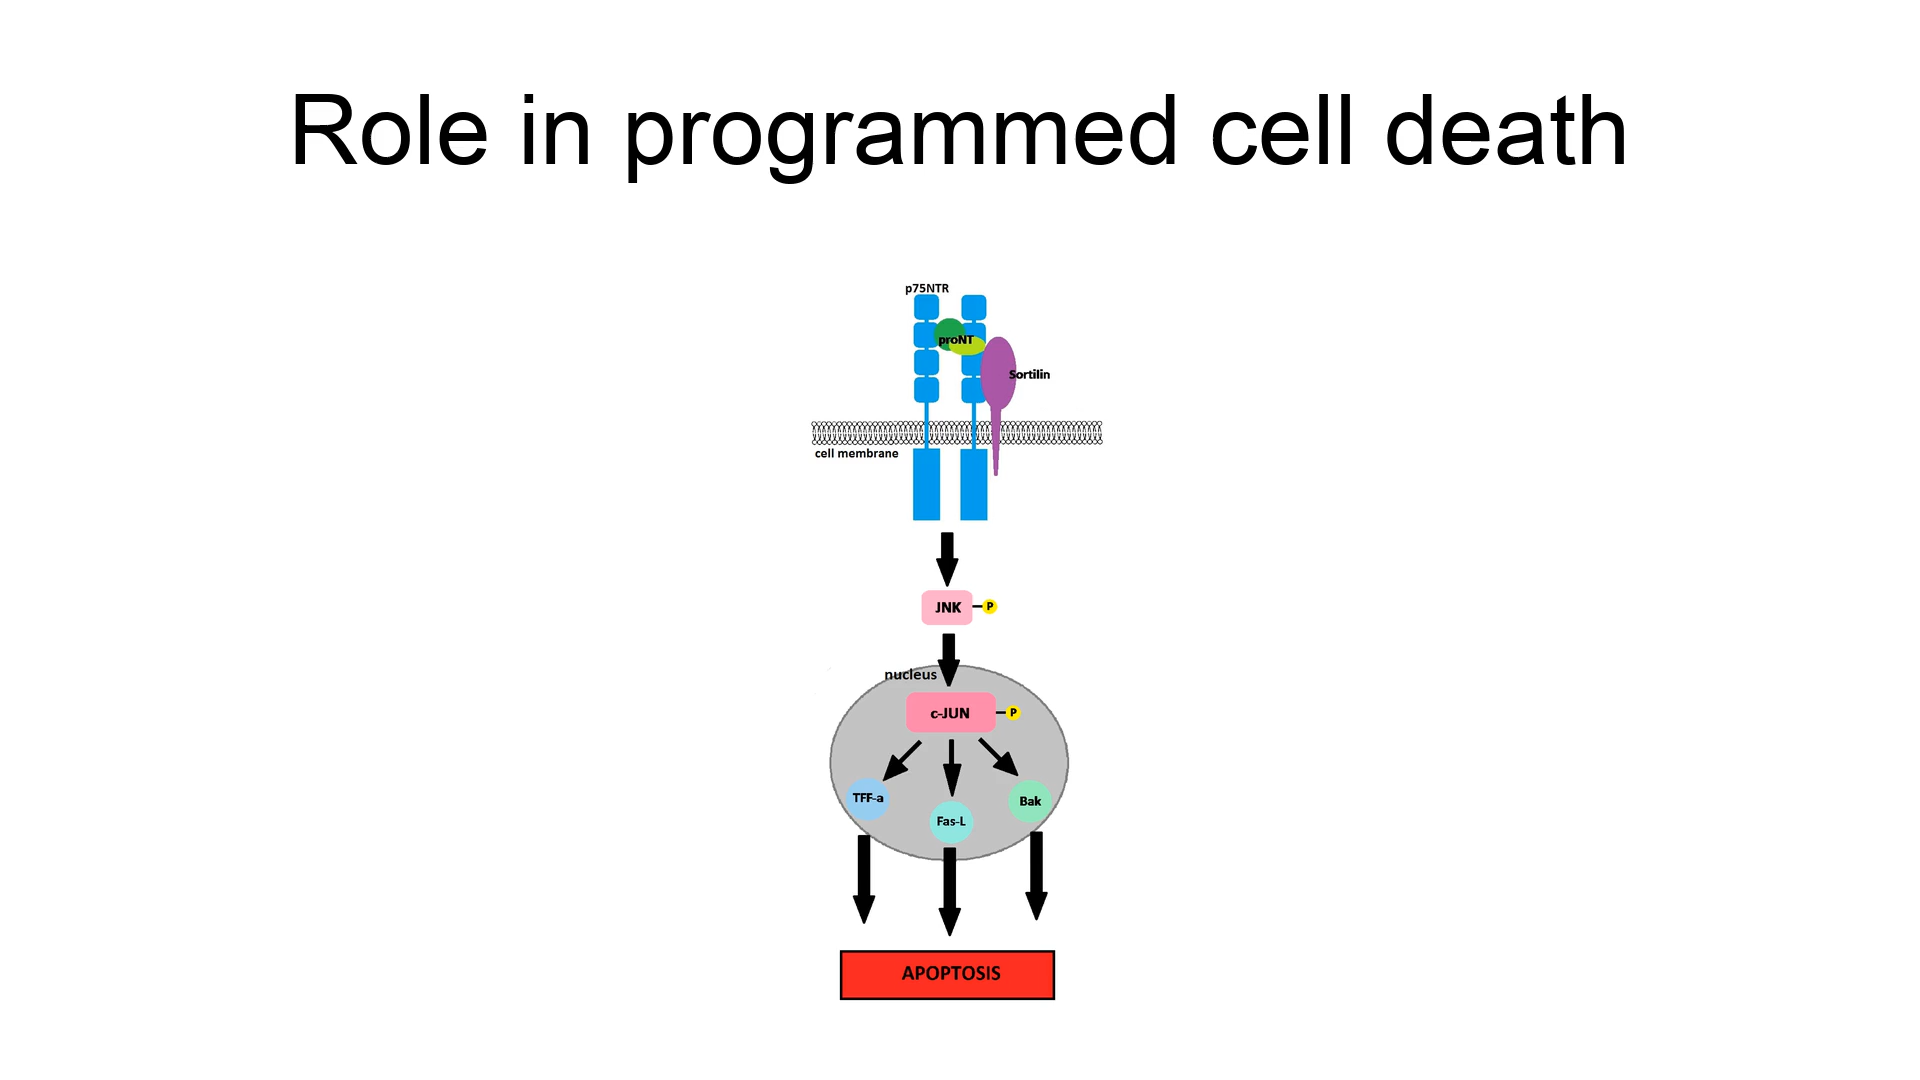 Role in programmed cell death
p75NTR
proNT
Sortilin
cell membrane
JNK
P
nucleus
c-JUN
P
TFF-a
Fas-L
Bak
APOPTOSIS